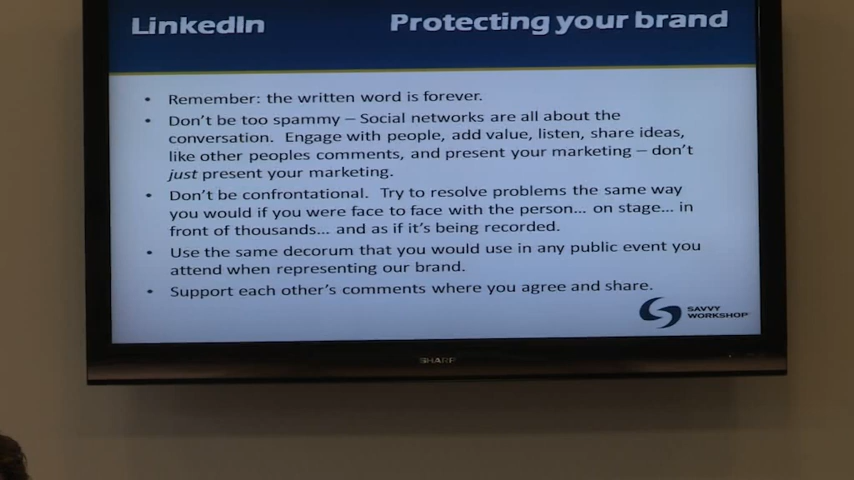 LinkedIn Protecting your brand
• Remember: the written word is forever.
• Don't be too spammy – Social networks are all about the
conversation. Engage with people, add value, listen, share ideas,
like other peoples comments, and present your marketing – don't
just present your marketing.
• Don't be confrontational. Try to resolve problems the same way
you would if you were face to face with the person... on stage... in
front of thousands... and as if it's being recorded.
• Use the same decorum that you would use in any public event you
attend when representing our brand.
• Support each other's comments where you agree and share.
SAVVY
WORKSHOP
SHARP